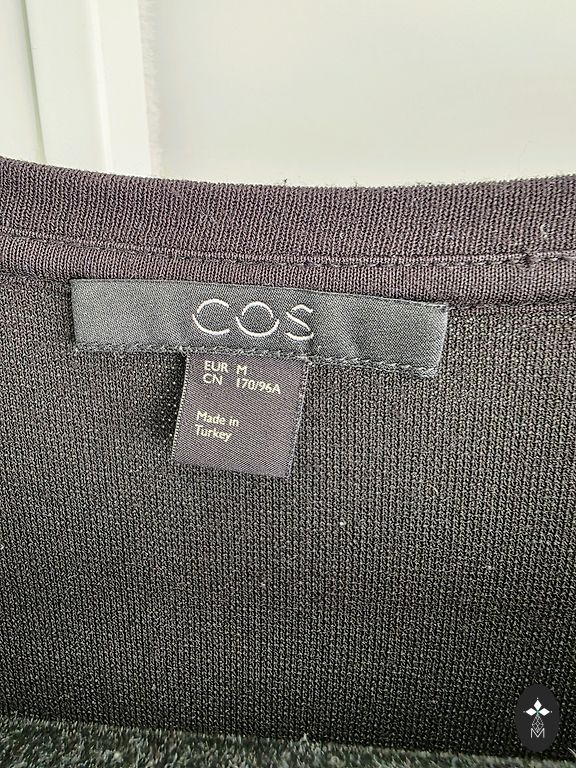 COS
EUR M
CN 170/96A
Made in
Turkey
M